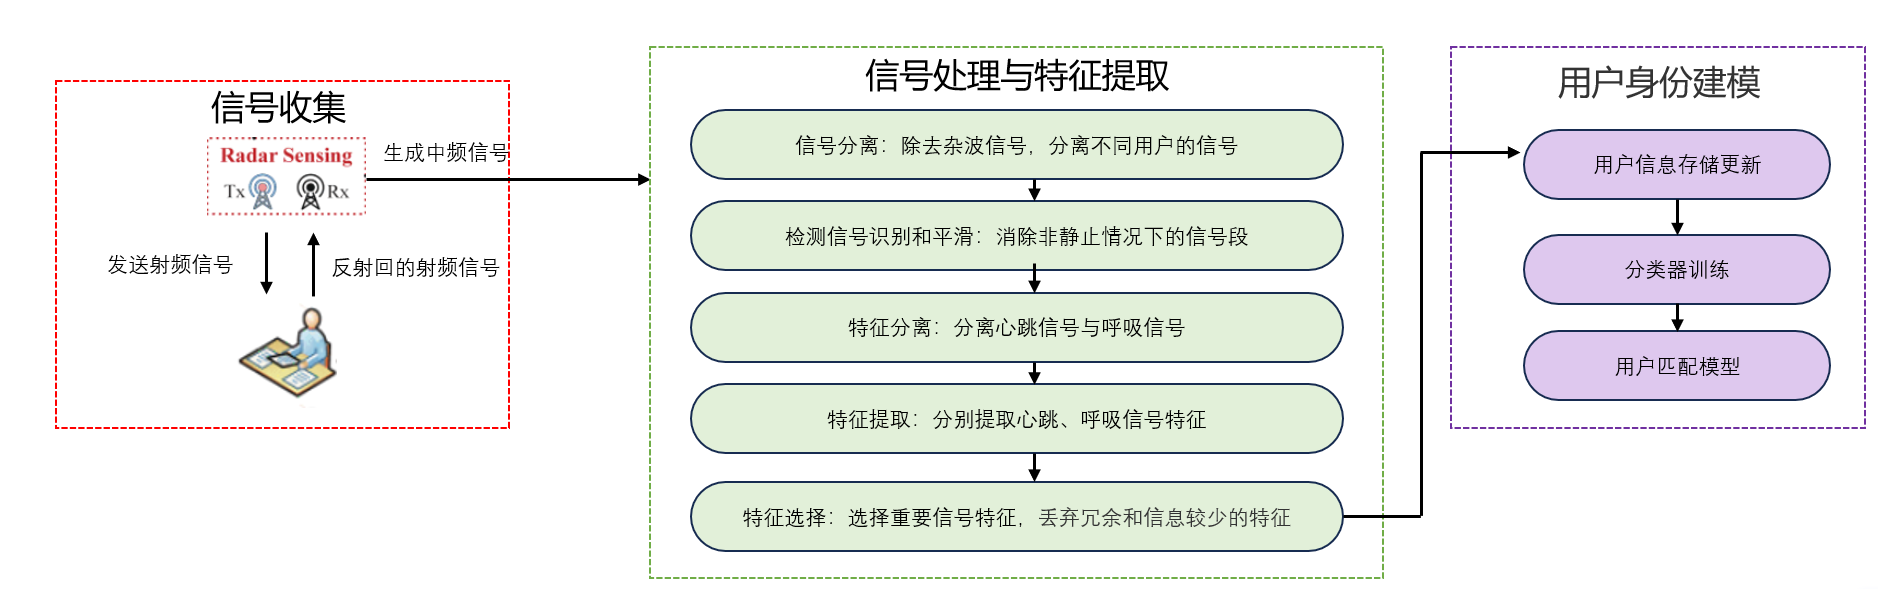 信号收集
Radar Sensing
Tx
Rx
生成中频信号
发送射频信号
反射回的射频信号
信号处理与特征提取
信号分离：除去杂波信号，分离不同用户的信号
检测信号识别和平滑：消除非静止情况下的信号段
特征分离：分离心跳信号与呼吸信号
特征提取：分别提取心跳、呼吸信号特征
特征选择：选择重要信号特征，丢弃冗余和信息较少的特征
用户身份建模
用户信息存储更新
分类器训练
用户匹配模型